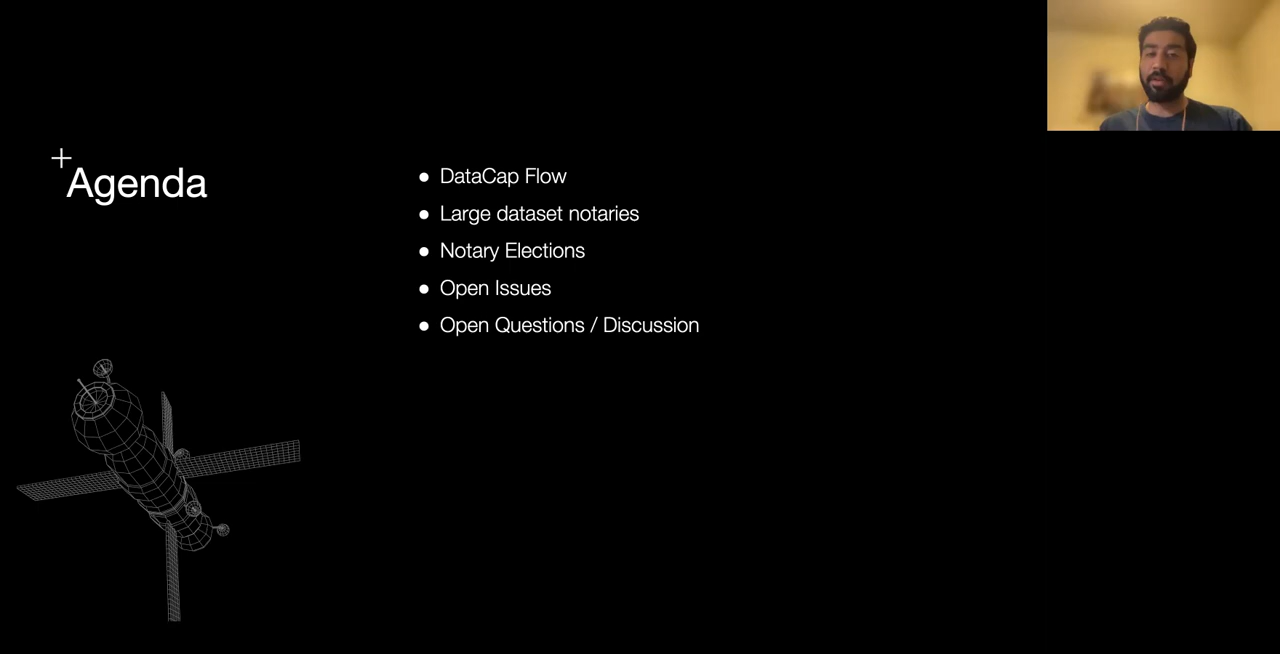 Agenda
● DataCap Flow
● Large dataset notaries
● Notary Elections
● Open Issues
● Open Questions / Discussion